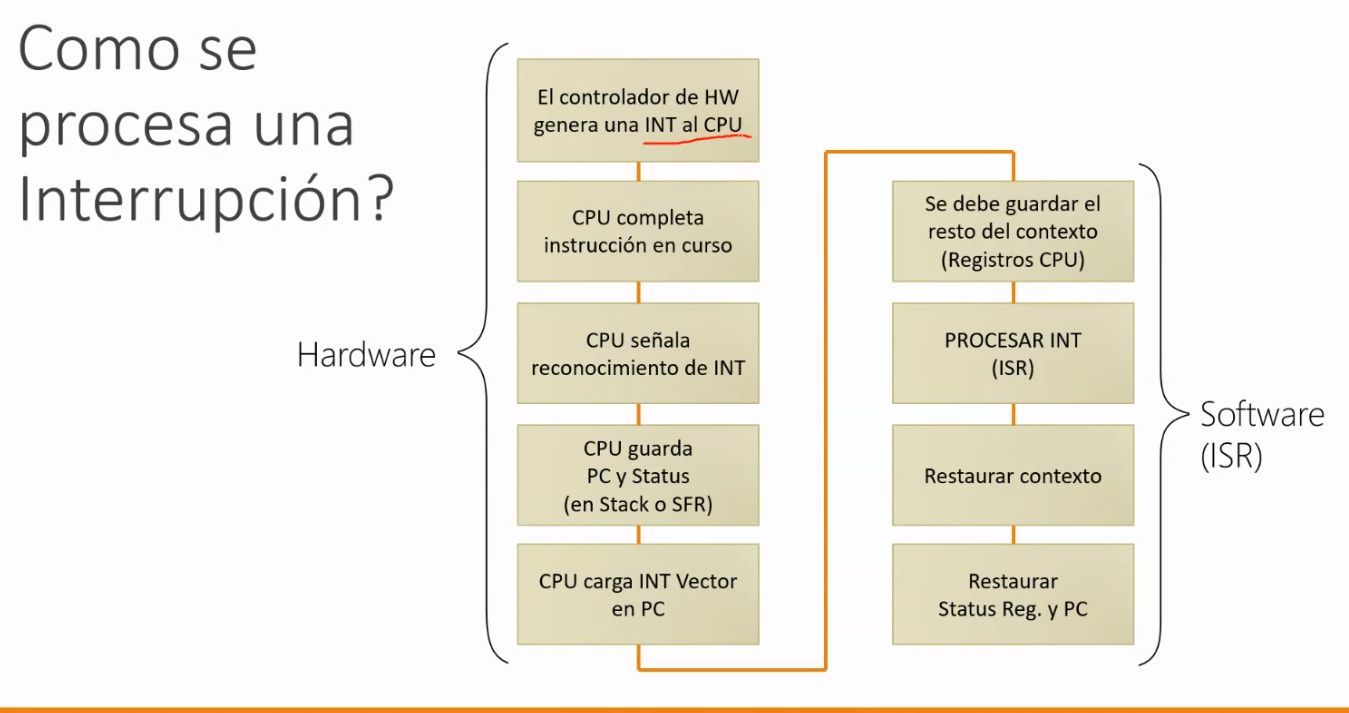 Como se
procesa una
Interrupción?
Hardware
El controlador de HW
genera una INT al CPU
CPU completa
instrucción en curso
CPU señala
reconocimiento de INT
CPU guarda
PC y Status
(en Stack o SFR)
CPU carga INT Vector
en PC
Se debe guardar el
resto del contexto
(Registros CPU)
PROCESAR INT
(ISR)
Restaurar contexto
Restaurar
Status Reg. y PC
Software
(ISR)